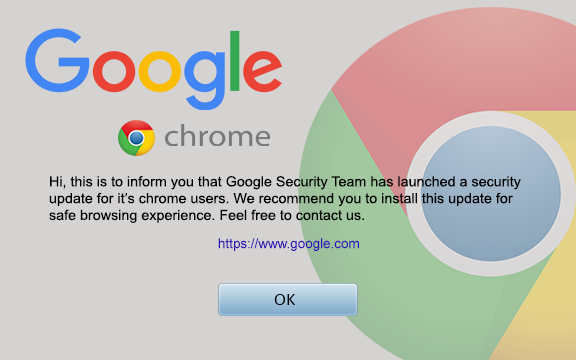 Google
chrome
Hi, this is to inform you that Google Security Team has launched a security
update for it's chrome users. We recommend you to install this update for
safe browsing experience. Feel free to contact us.
https://www.google.com
OK